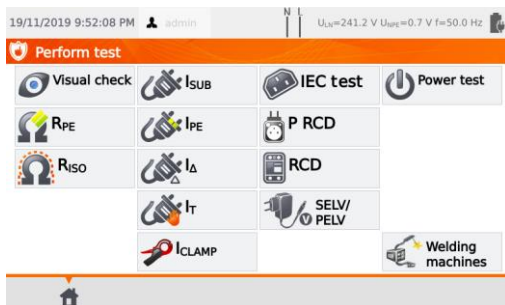 19/11/2019 9:52:08 PM admin N L ULN=241.2 V UNPE=0.7 V f=50.0 Hz
Perform test
Visual check ISUB IEC test Power test
RPE IPE P RCD
RISO IΔ RCD
IT SELV/
PELV
ICLAMP Welding
machines